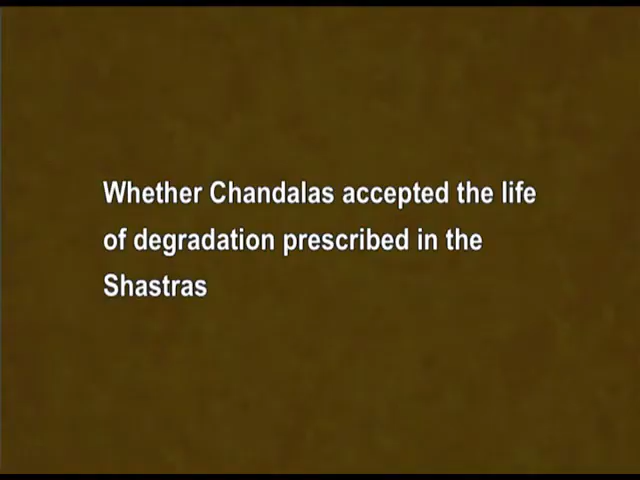 Whether Chandalas accepted the life
of degradation prescribed in the
Shastras